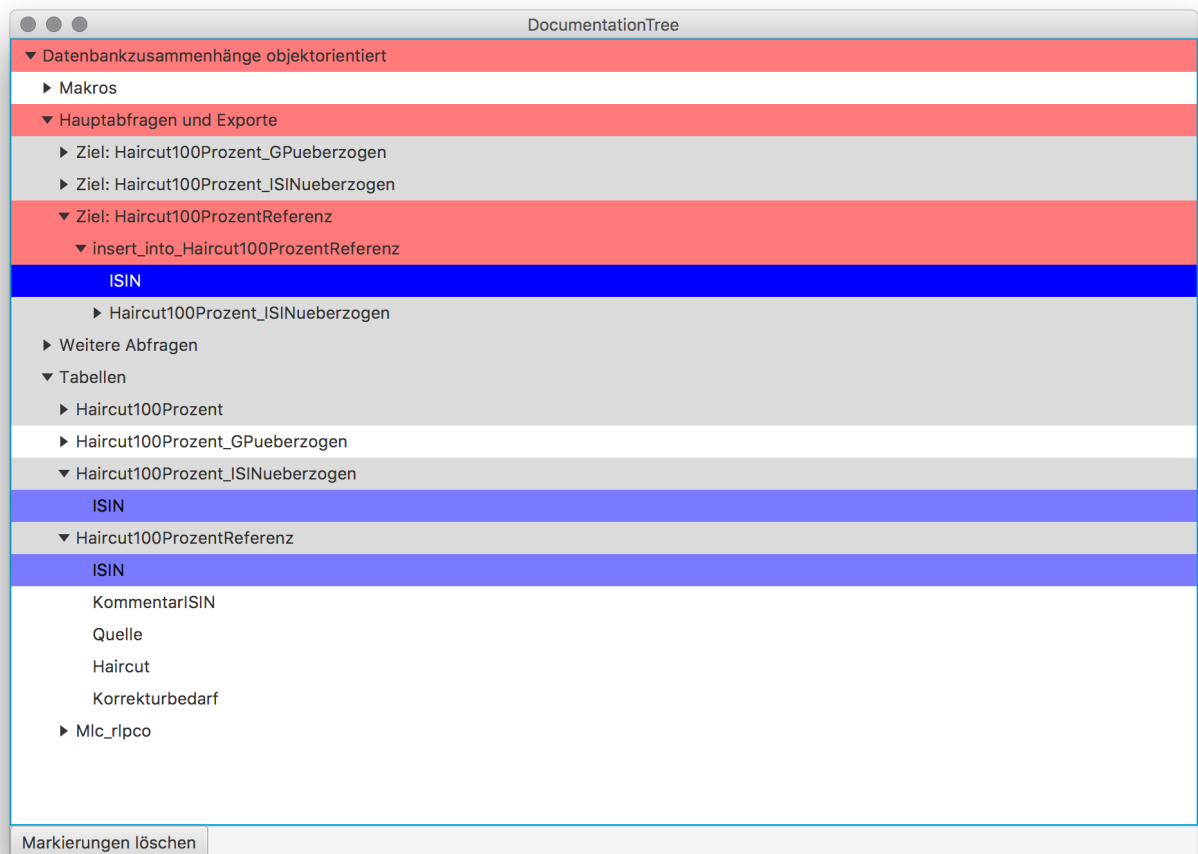 DocumentationTree
Datenbankzusammenhänge objektorientiert
Makros
Hauptabfragen und Exporte
Ziel: Haircut100Prozent_GPueberzogen
Ziel: Haircut100Prozent_ISINueberzogen
Ziel: Haircut100ProzentReferenz
insert_into_Haircut100ProzentReferenz
ISIN
Haircut100Prozent_ISINueberzogen
Weitere Abfragen
Tabellen
Haircut100Prozent
Haircut100Prozent_GPueberzogen
Haircut100Prozent_ISINueberzogen
ISIN
Haircut100ProzentReferenz
ISIN
KommentarISIN
Quelle
Haircut
Korrekturbedarf
Mlc_rlpco
Markierungen löschen